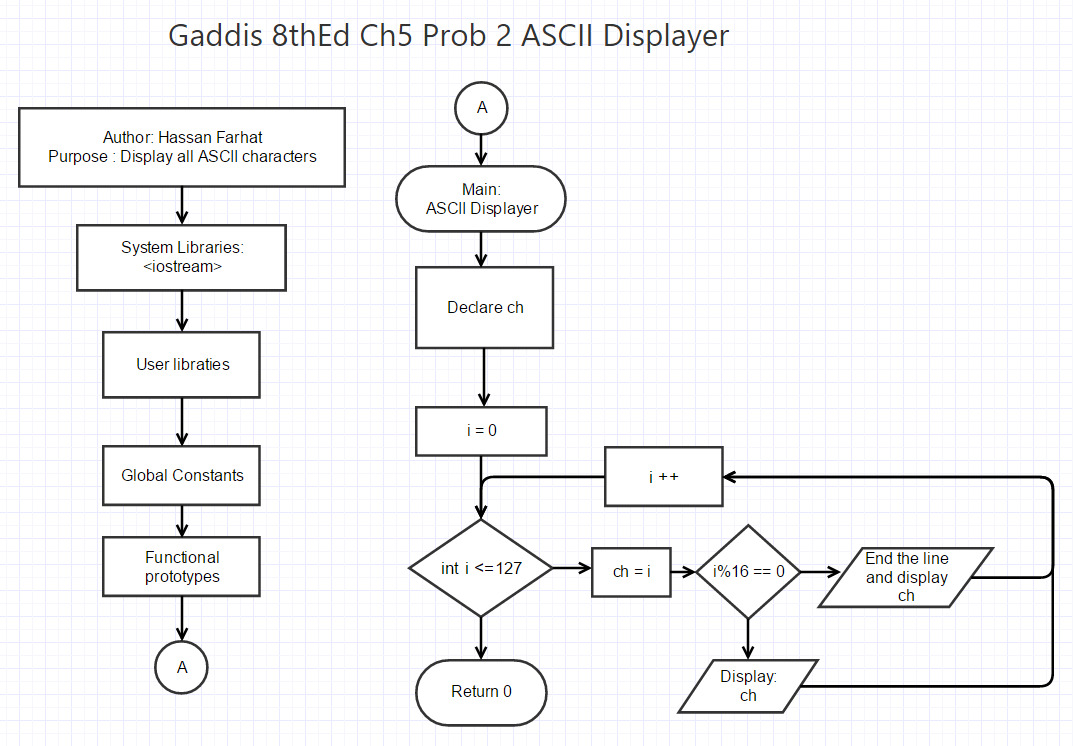 Gaddis 8thEd Ch5 Prob 2 ASCII Displayer
Author: Hassan Farhat
Purpose : Display all ASCII characters
System Libraries:
<iostream>
User libraties
Global Constants
Functional
prototypes
A
A
Main:
ASCII Displayer
Declare ch
i = 0
i ++
int i <=127
ch = i
i%16 == 0
End the line
and display
ch
Display:
ch
Return 0